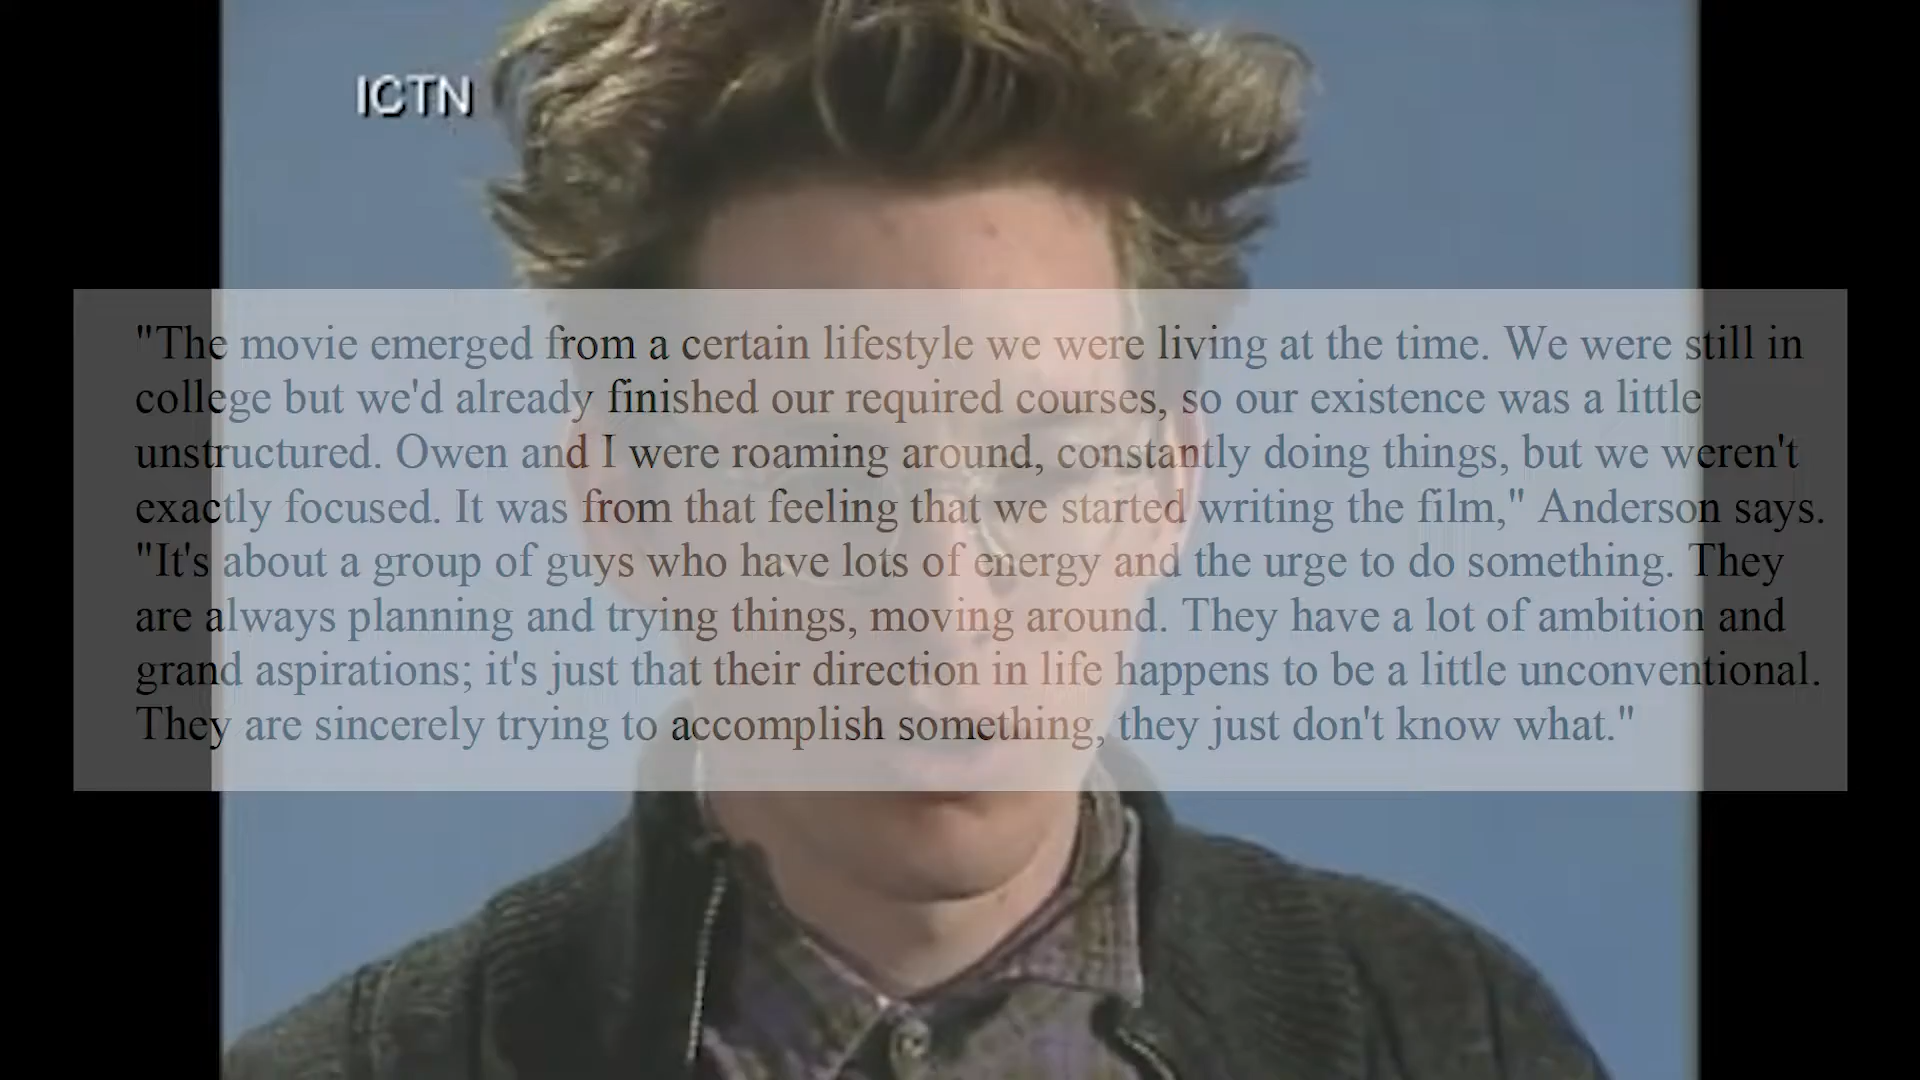 ICTN
"The movie emerged from a certain lifestyle we were living at the time. We were still in
college but we'd already finished our required courses, so our existence was a little
unstructured. Owen and I were roaming around, constantly doing things, but we weren't
exactly focused. It was from that feeling that we started writing the film," Anderson says.
"It's about a group of guys who have lots of energy and the urge to do something. They
are always planning and trying things, moving around. They have a lot of ambition and
grand aspirations; it's just that their direction in life happens to be a little unconventional.
They are sincerely trying to accomplish something, they just don't know what."